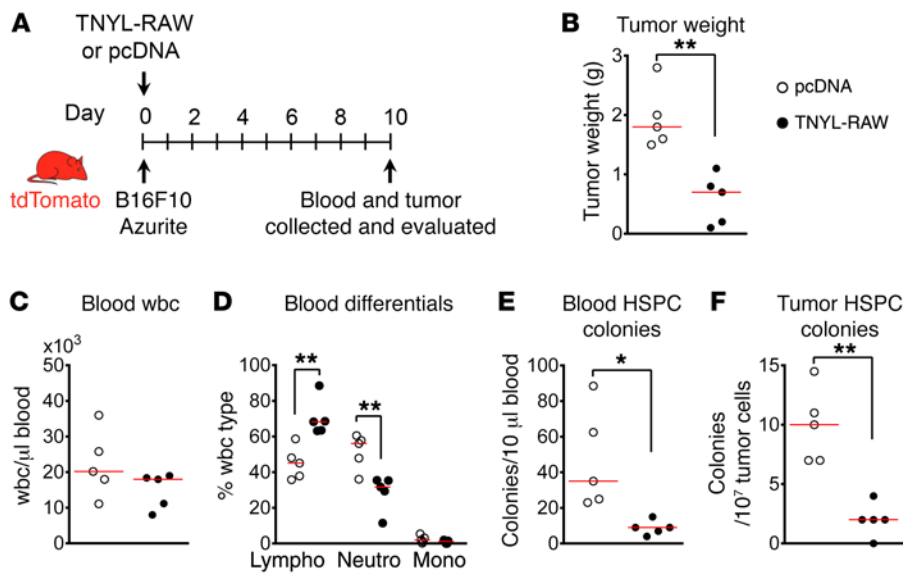 A
TNYL-RAW
or pcDNA
Day 0 2 4 6 8 10
tdTomato
B16F10
Azurite
Blood and tumor
collected and evaluated
B
Tumor weight
**
Tumor weight (g)
3
2
1
0
pcDNA
TNYL-RAW
C
Blood wbc
x10³
wbc/µl blood
50
40
30
20
10
0
D
Blood differentials
% wbc type
100
80
60
40
20
0
**
**
Lympho Neutro Mono
E
Blood HSPC
colonies
Colonies/10 µl blood
100
80
60
40
20
0
*
F
Tumor HSPC
colonies
Colonies
/10⁷ tumor cells
15
10
5
0
**